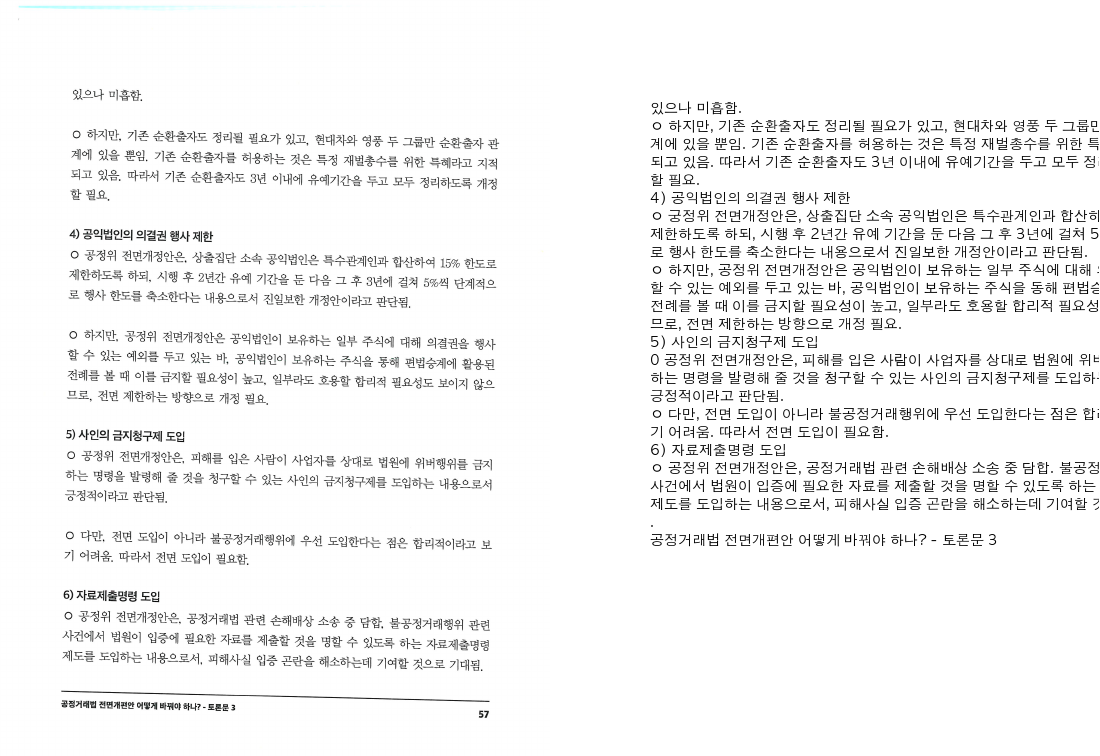 있으나 미흡함.
ㅇ 하지만, 기존 순환출자도 정리될 필요가 있고, 현대차와 영풍 두 그룹만 순환출자 관
계에 있을 뿐임. 기존 순환출자를 허용하는 것은 특정 재벌총수를 위한 특혜라고 지적
되고 있음. 따라서 기존 순환출자도 3년 이내에 유예기간을 두고 모두 정리하도록 개정
할 필요.
4) 공익법인의 의결권 행사 제한
ㅇ 공정위 전면개정안은, 상출집단 소속 공익법인은 특수관계인과 합산하여 15% 한도로
제한하도록 하되, 시행 후 2년간 유예 기간을 둔 다음 그 후 3년에 걸쳐 5%씩 단계적으
로 행사 한도를 축소한다는 내용으로서 진일보한 개정안이라고 판단됨.
ㅇ 하지만, 공정위 전면개정안은 공익법인이 보유하는 일부 주식에 대해 의결권을 행사
할 수 있는 예외를 두고 있는 바, 공익법인이 보유하는 주식을 통해 편법승계에 활용된
전례를 볼 때 이를 금지할 필요성이 높고, 일부라도 호용할 합리적 필요성도 보이지 않으
므로, 전면 제한하는 방향으로 개정 필요.
5) 사인의 금지청구제 도입
ㅇ 공정위 전면개정안은, 피해를 입은 사람이 사업자를 상대로 법원에 위버행위를 금지
하는 명령을 발령해 줄 것을 청구할 수 있는 사인의 금지청구제를 도입하는 내용으로서
긍정적이라고 판단됨.
ㅇ 다만, 전면 도입이 아니라 불공정거래행위에 우선 도입한다는 점은 합리적이라고 보
기 어려움. 따라서 전면 도입이 필요함.
6) 자료제출명령 도입
ㅇ 공정위 전면개정안은, 공정거래법 관련 손해배상 소송 중 담합, 불공정거래행위 관련
사건에서 법원이 입증에 필요한 자료를 제출할 것을 명할 수 있도록 하는 자료제출명령
제도를 도입하는 내용으로서, 피해사실 입증 곤란을 해소하는데 기여할 것으로 기대됨.
공정거래법 전면개편안 어떻게 바꿔야 하나? - 토론문 3
57
있으나 미흡함.
ㅇ 하지만, 기존 순환출자도 정리될 필요가 있고, 현대차와 영풍 두 그룹만
계에 있을 뿐임. 기존 순환출자를 허용하는 것은 특정 재벌총수를 위한
되고 있음. 따라서 기존 순환출자도 3년 이내에 유예기간을 두고 모두
할 필요.
4) 공익법인의 의결권 행사 제한
ㅇ 궁정위 전면개정안은, 상출집단 소속 공익법인은 특수관계인과
제한하도록 하되, 시행 후 2년간 유예 기간을 둔 다음 그 후 3년에 걸쳐
로 행사 한도를 축소한다는 내용으로서 진일보한 개정안이라고 판단됨.
ㅇ 하지만, 공정위 전면개정안은 공익법인이 보유하는 일부 주식에 대해
할 수 있는 예외를 두고 있는 바, 공익법인이 보유하는 주식을 통해
전례를 볼 때 이를 금지할 필요성이 높고, 일부라도 호용할 합리적
므로, 전면 제한하는 방향으로 개정 필요.
5) 사인의 금지청구제 도입
0 공정위 전면개정안은, 피해를 입은 사람이 사업자를 상대로 법원에
하는 명령을 발령해 줄 것을 청구할 수 있는 사인의 금지청구제를
긍정적이라고 판단됨.
ㅇ 다만, 전면 도입이 아니라 불공정거래행위에 우선 도입한다는 점은
기 어려움. 따라서 전면 도입이 필요함.
6) 자료제출명령 도입
ㅇ 공정위 전면개정안은, 공정거래법 관련 손해배상 소송 중 담합.
사건에서 법원이 입증에 필요한 자료를 제출할 것을 명할 수 있도록 하는
제도를 도입하는 내용으로서, 피해사실 입증 곤란을 해소하는데 기여할
.
공정거래법 전면개편안 어떻게 바꿔야 하나? - 토론문 3